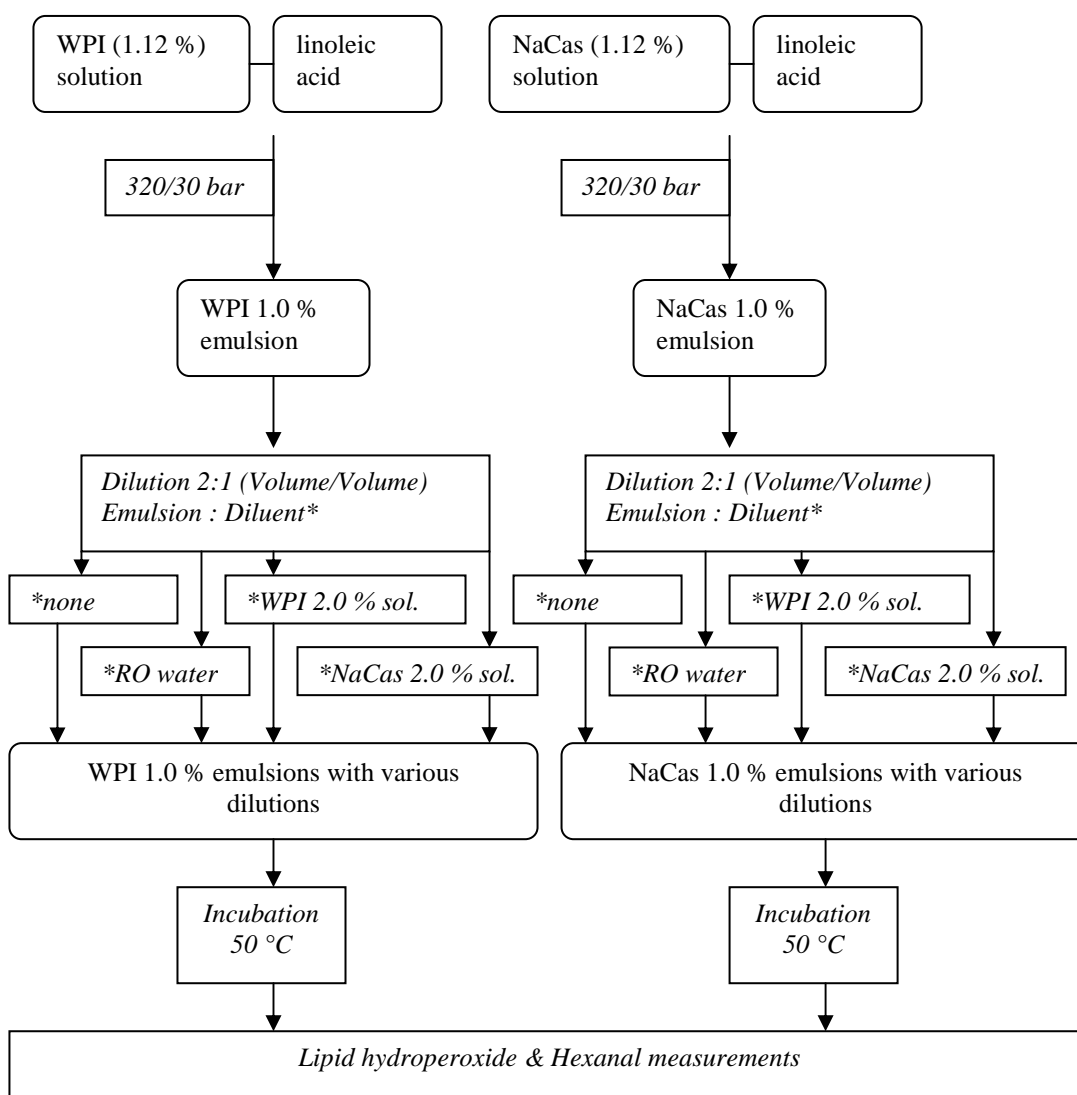 WPI (1.12 %)
solution
linoleic
acid
NaCas (1.12%)
solution
linoleic
acid
320/30 bar
320/30 bar
WPI 1.0 %
emulsion
NaCas 1.0 %
emulsion
Dilution 2:1 (Volume/Volume)
Emulsion : Diluent*
Dilution 2:1 (Volume/Volume)
Emulsion : Diluent*
*none
*WPI 2.0 % sol.
*none
*WPI 2.0 % sol.
*RO water
*NaCas 2.0 % sol.
*RO water
*NaCas 2.0 % sol.
WPI 1.0 % emulsions with various
dilutions
NaCas 1.0 % emulsions with various
dilutions
Incubation
50 °C
Incubation
50 °C
Lipid hydroperoxide & Hexanal measurements